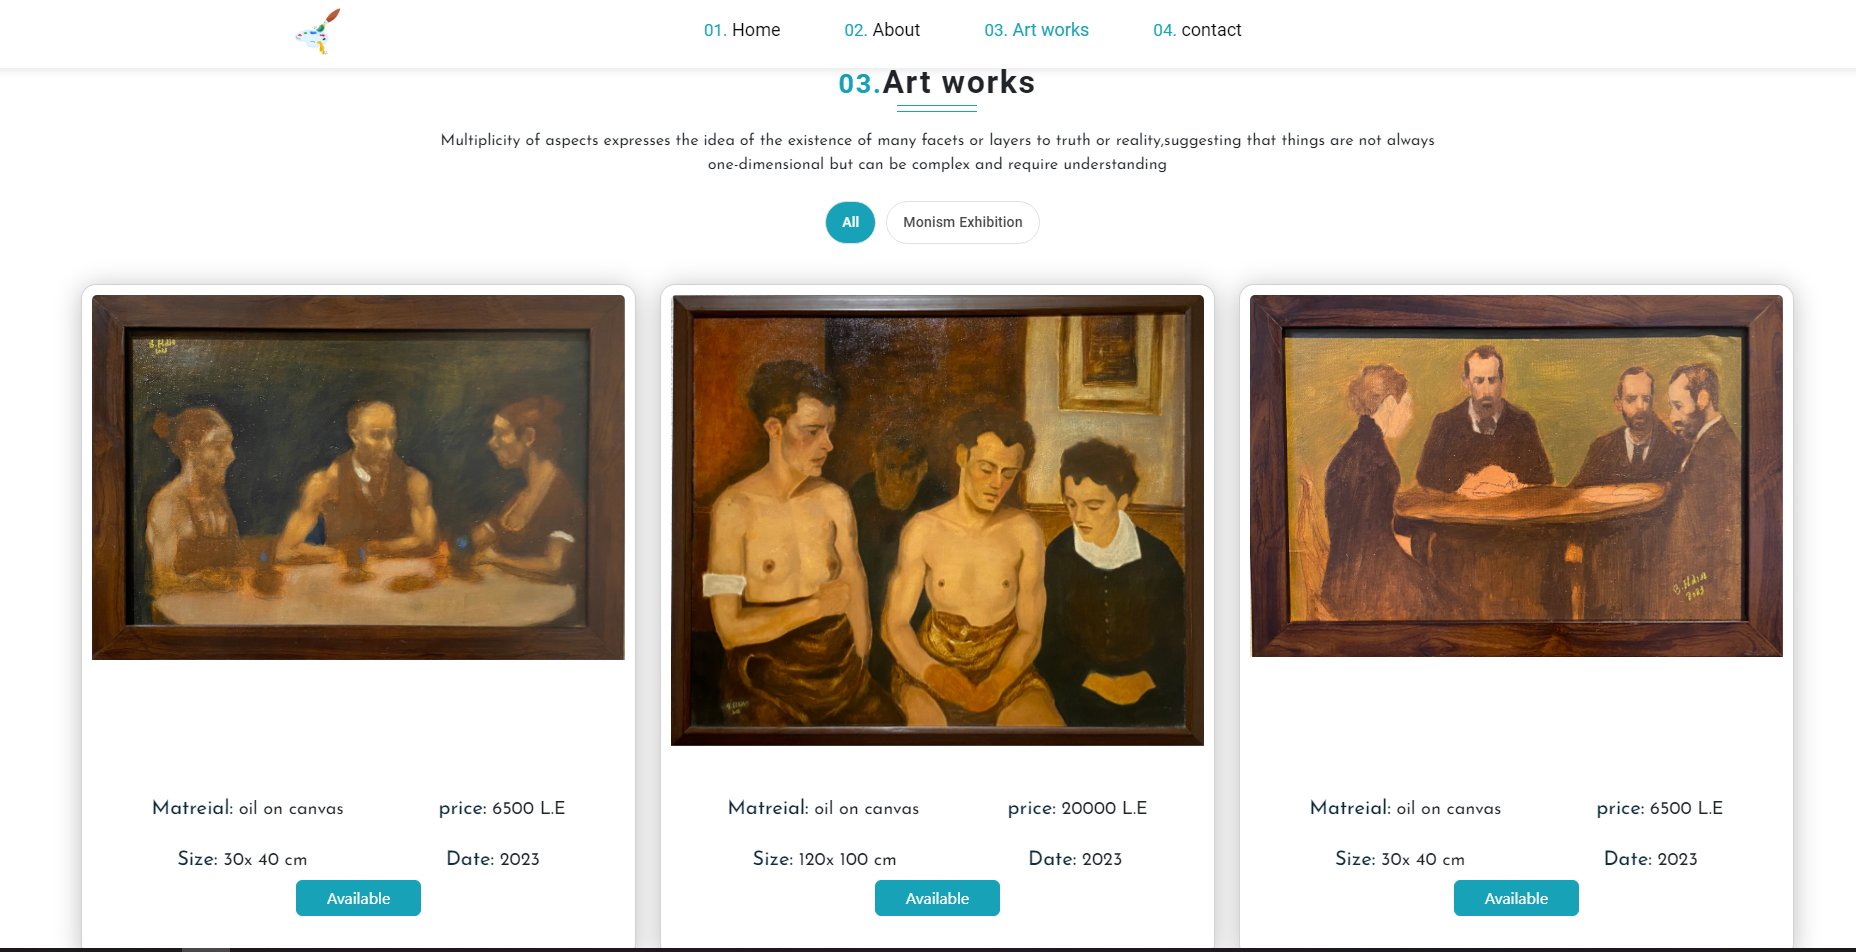 01. Home 02. About 03. Art works 04. contact
03.Art works
Multiplicity of aspects expresses the idea of the existence of many facets or layers to truth or reality,suggesting that things are not always
one-dimensional but can be complex and require understanding
All Monism Exhibition
Matreial: oil on canvas price: 6500 L.E
Size: 30x 40 cm Date: 2023
Available
Matreial: oil on canvas price: 20000 L.E
Size: 120x 100 cm Date: 2023
Available
2023
Matreial: oil on canvas price: 6500 L.E
Size: 30x 40 cm Date: 2023
Available